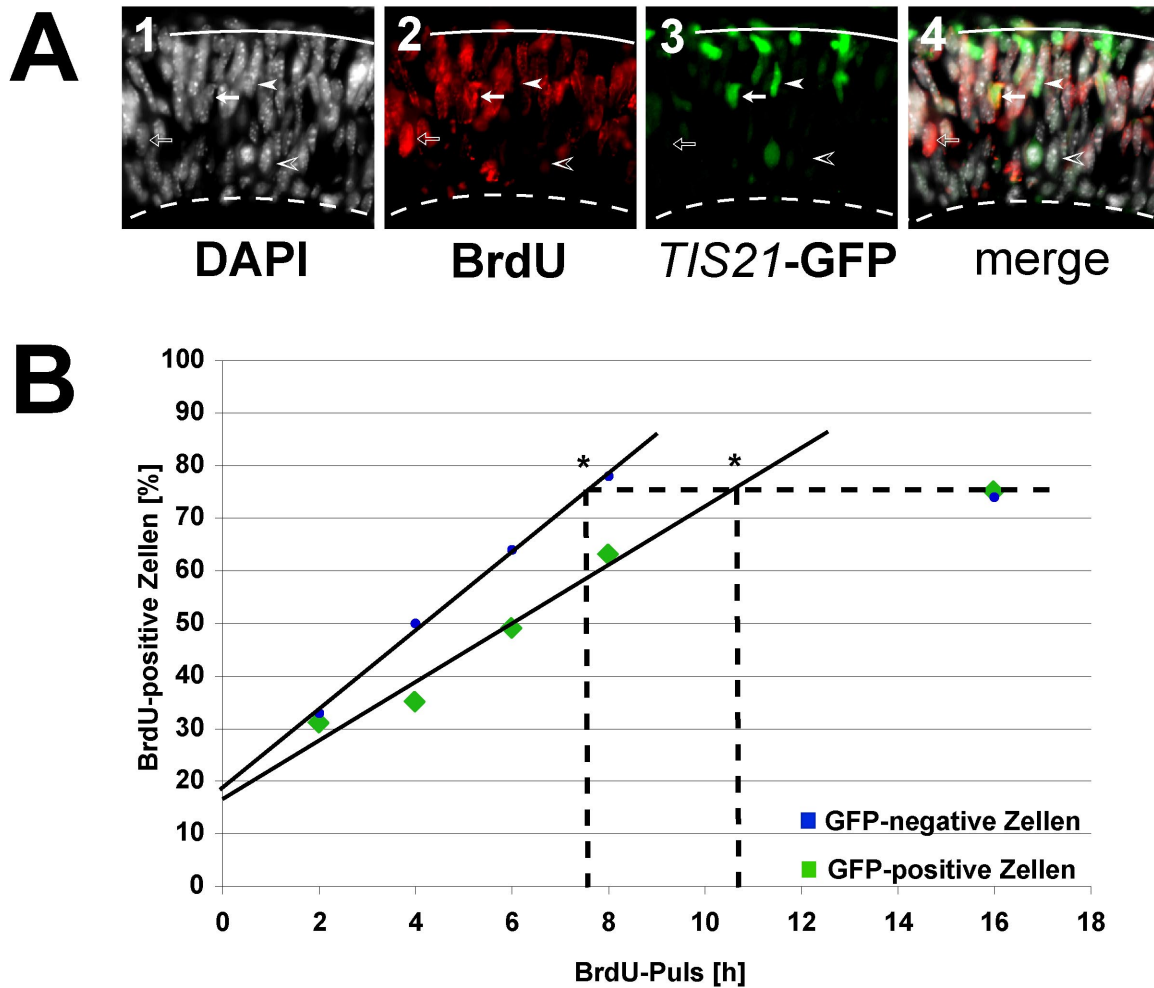 A
1
2
3
4
DAPI
BrdU
TIS21-GFP
merge
B
BrdU-positive Zellen [%]
100
90
80
70
60
50
40
30
20
10
0
*
*
GFP-negative Zellen
GFP-positive Zellen
0 2 4 6 8 10 12 14 16 18
BrdU-Puls [h]